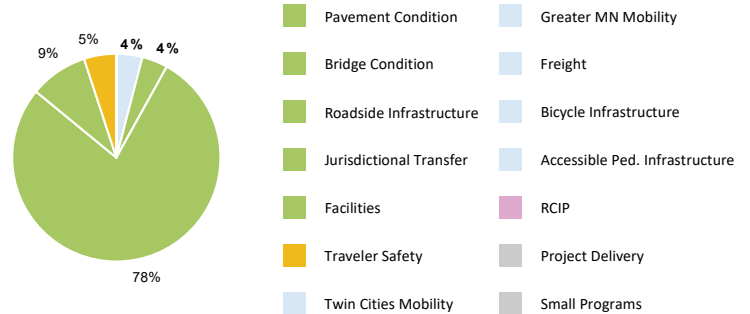 9%
5%
4%
4%
78%
Pavement Condition
Bridge Condition
Roadside Infrastructure
Jurisdictional Transfer
Facilities
Traveler Safety
Twin Cities Mobility
Greater MN Mobility
Freight
Bicycle Infrastructure
Accessible Ped. Infrastructure
RCIP
Project Delivery
Small Programs